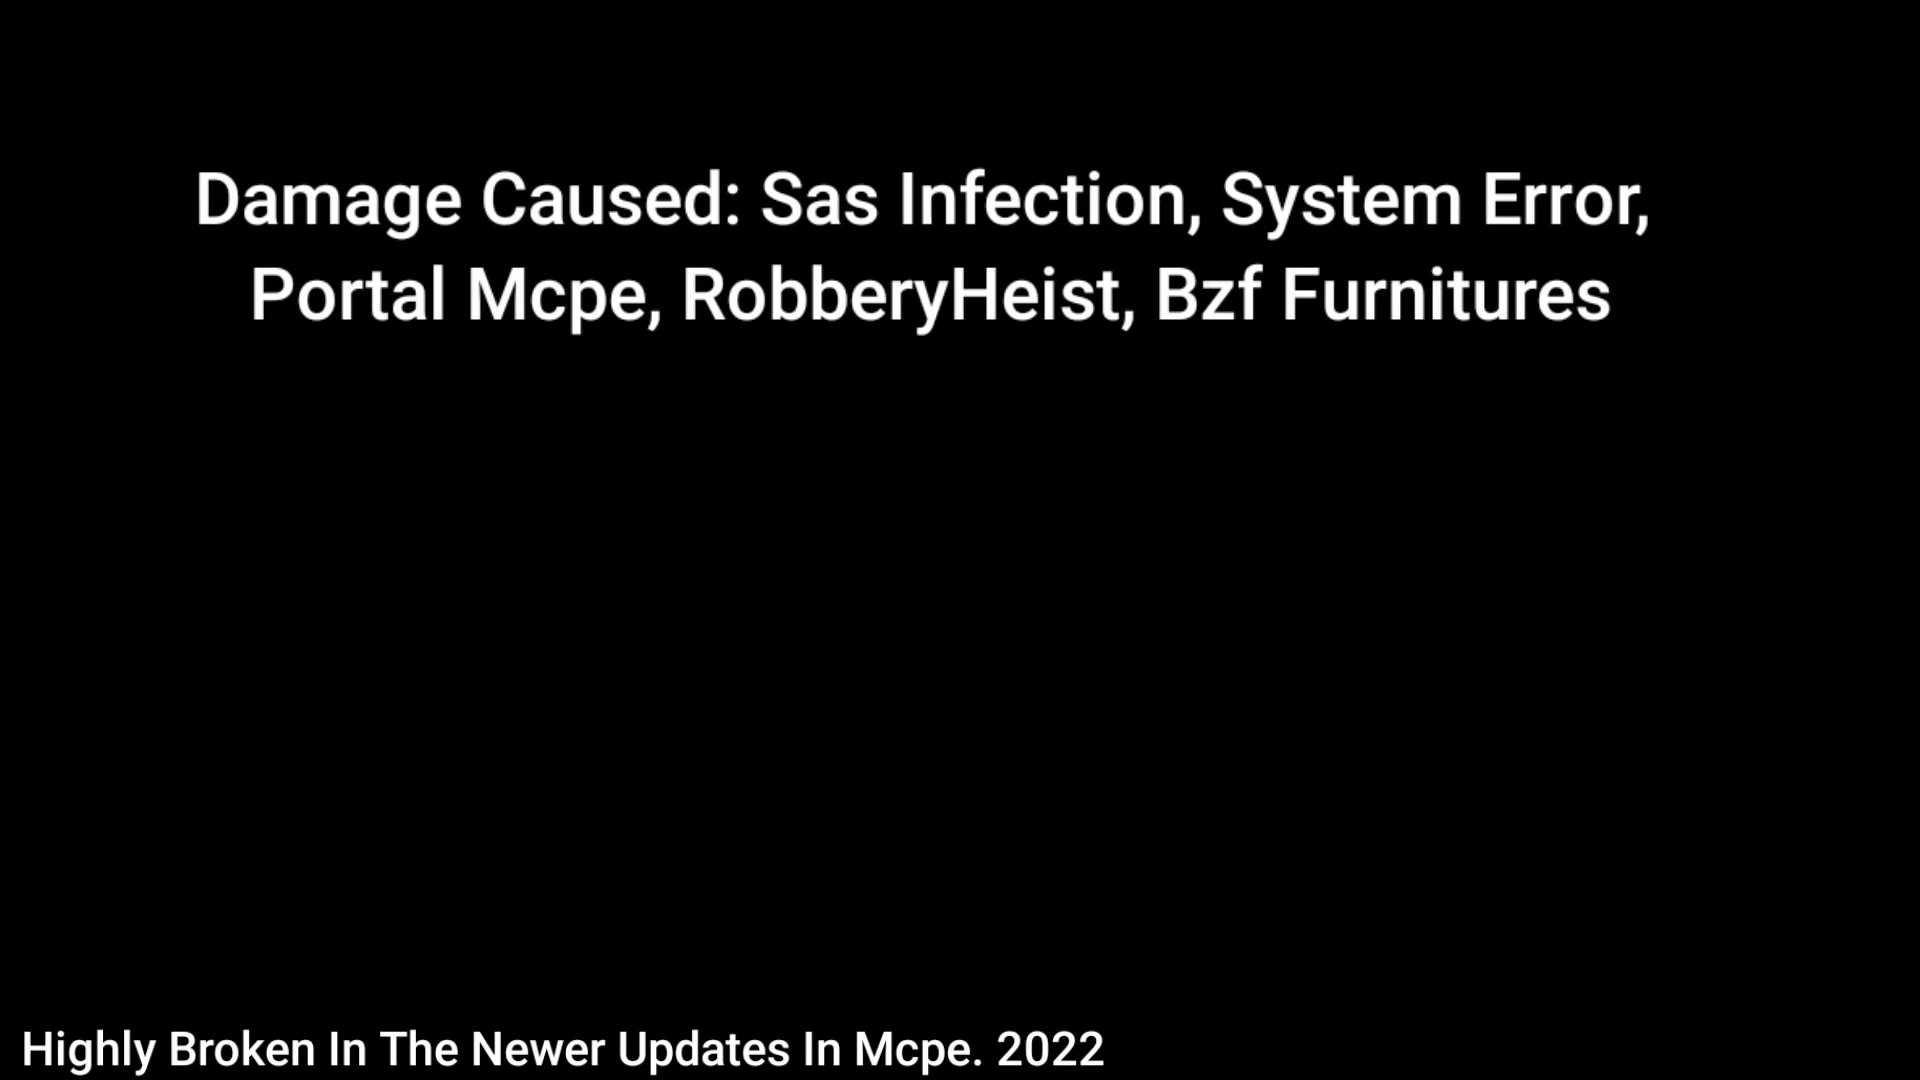 Damage Caused: Sas Infection, System Error,
Portal Mcpe, RobberyHeist, Bzf Furnitures
Highly Broken In The Newer Updates In Mcpe. 2022